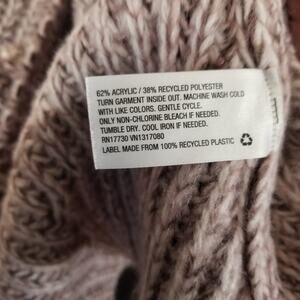 62% ACRYLIC / 38% RECYCLED POLYESTER
TURN GARMENT INSIDE OUT. MACHINE WASH COLD
WITH LIKE COLORS. GENTLE CYCLE.
ONLY NON-CHLORINE BLEACH IF NEEDED.
TUMBLE DRY. COOL IRON IF NEEDED.
RN17730 VN1317080
LABEL MADE FROM 100% RECYCLED PLASTIC